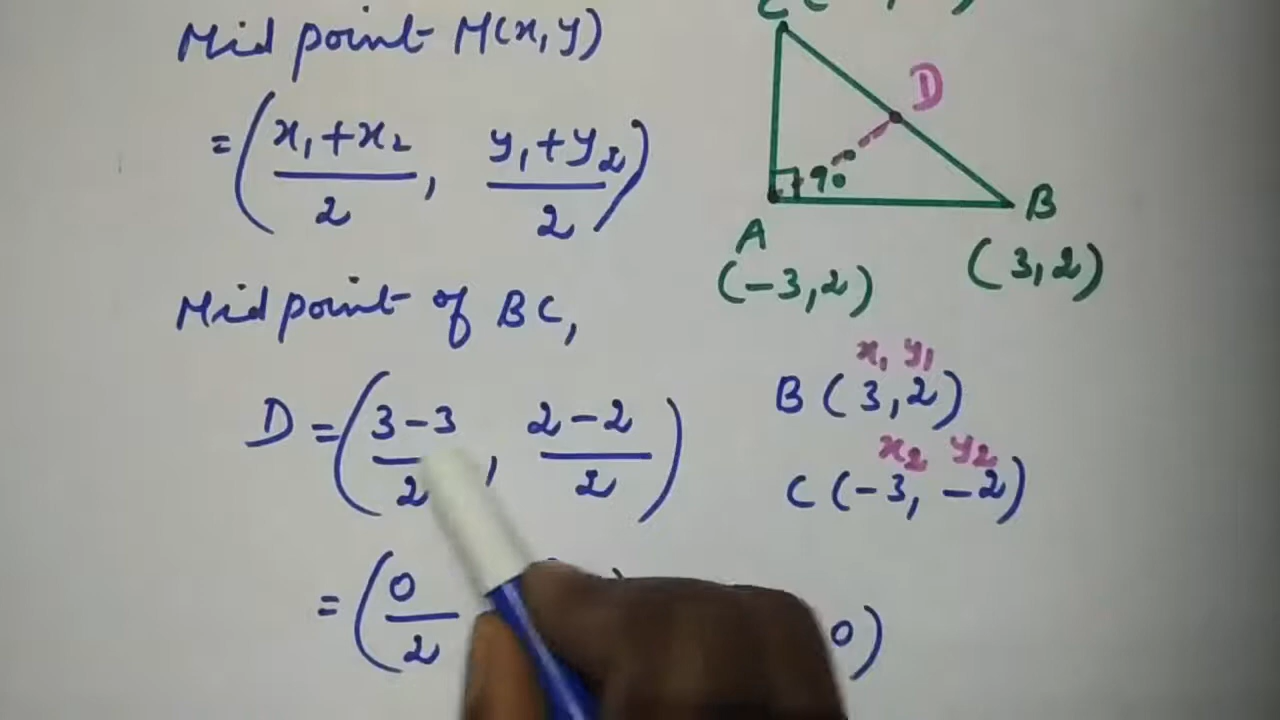 Mid point M(x, y)
= (x₁+x₂/2, y₁+y₂/2)
D
90°
B
A
(3,2)
(-3,2)
Mid point of BC,
x₁ y₁
B (3,2)
D = (3-3/2, 2-2/2)
x₂ y₂
C (-3, -2)
= (0/2
0)